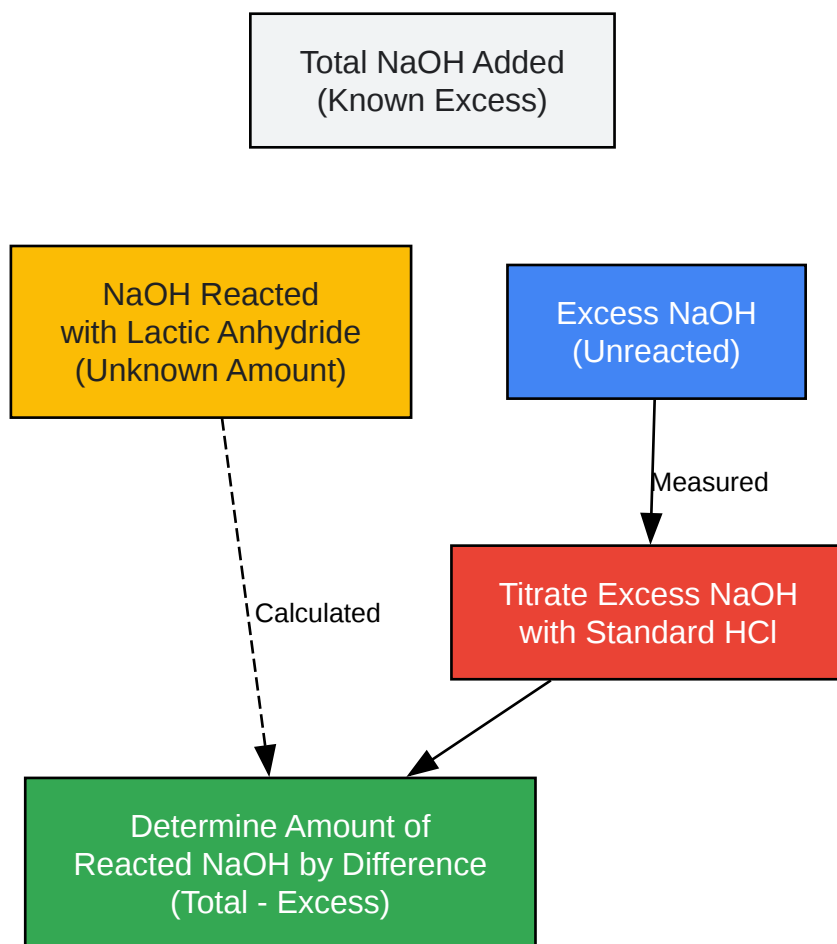 Total NaOH Added
(Known Excess)
NaOH Reacted
with Lactic Anhydride
(Unknown Amount)
Excess NaOH
(Unreacted)
Measured
Titrate Excess NaOH
with Standard HCl
Calculated
Determine Amount of
Reacted NaOH by Difference
(Total - Excess)